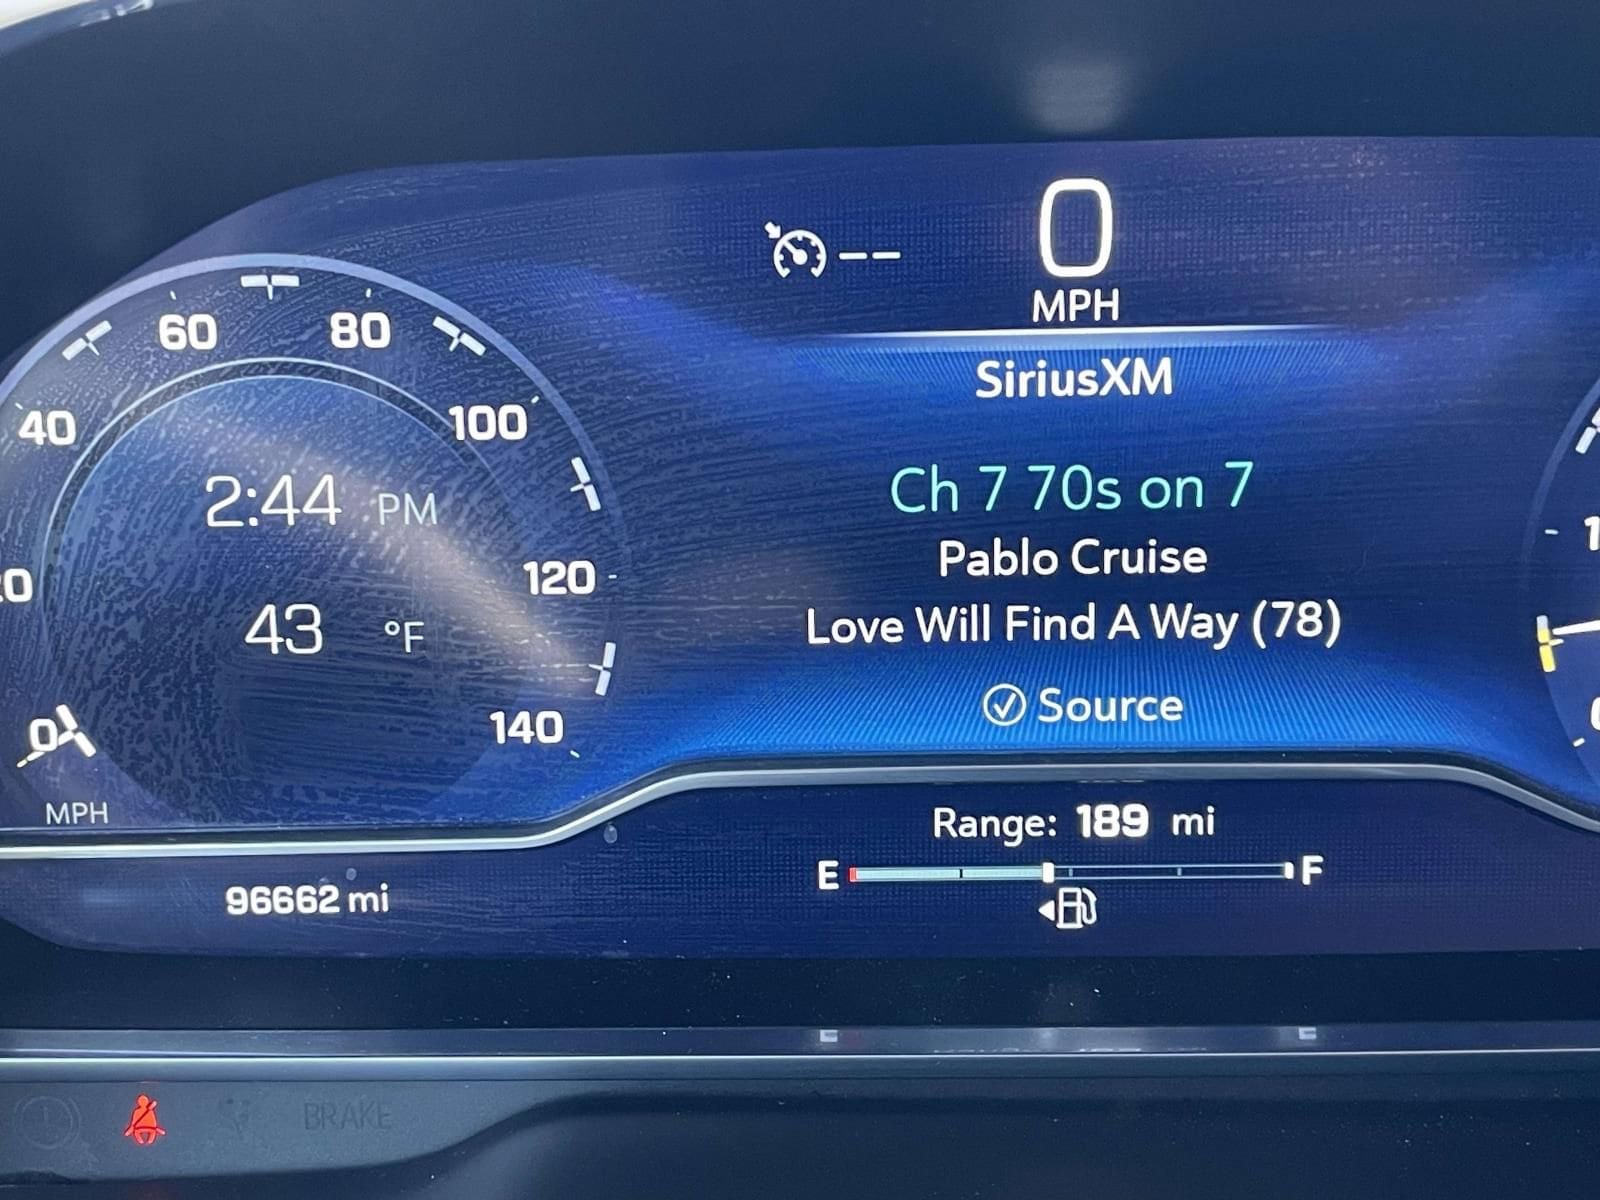 0
MPH
SiriusXM
60
80
40
100
2:44 PM
Ch 7 70s on 7
Pablo Cruise
120
43 °F
Love Will Find A Way (78)
Source
0
140
MPH
Range: 189 mi
E
F
96662 mi
BRAKE